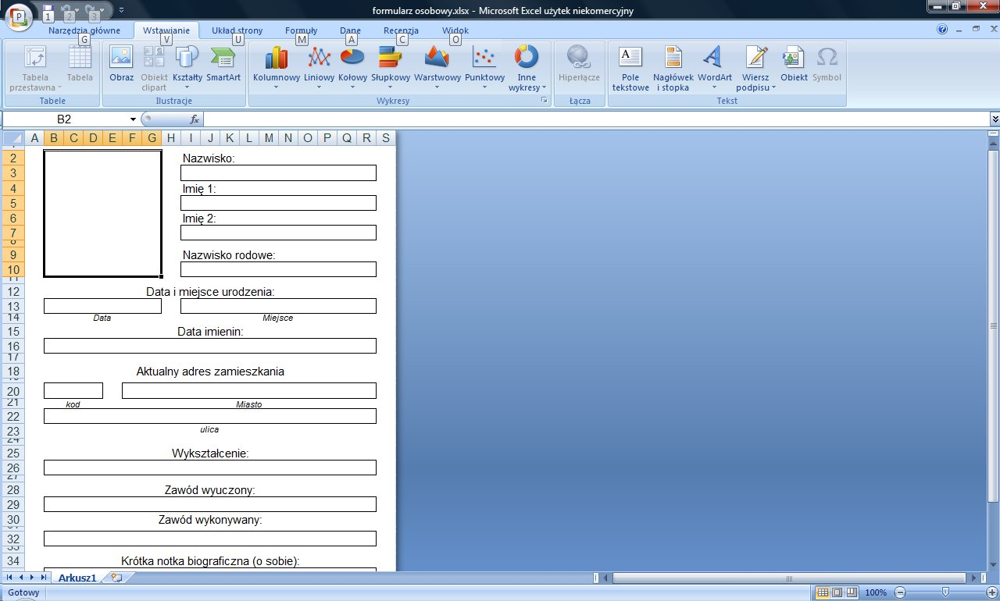 formularz osobowy.xlsx - Microsoft Excel użytek niekomercyjny
P 1 2 3
Narzędzia główne Wstawianie Układ strony Formuły Dane Recenzja Widok
G V U M A C O
Tabela przestawna Tabela Obraz Obiekt clipart Kształty SmartArt Kolumnowy Liniowy Kołowy Słupkowy Warstwowy Punktowy Inne wykresy Hiperłącze Pole tekstowe Nagłówek i stopka WordArt Wiersz podpisu Obiekt Symbol
Tabele Ilustracje Wykresy Łącza Tekst
B2 fx
A B C D E F G H I J K L M N O P Q R S
2 Nazwisko:
3
4 Imię 1:
5
6 Imię 2:
7
8
9 Nazwisko rodowe:
10
11
12 Data i miejsce urodzenia:
13
14 Data Miejsce
15 Data imienin:
16
17
18 Aktualny adres zamieszkania
20
21 kod Miasto
22
23 ulica
24
25 Wykształcenie:
26
27
28 Zawód wyuczony:
29
30 Zawód wykonywany:
32
33
34 Krótka notka biograficzna (o sobie):
Arkusz1
Gotowy 100%